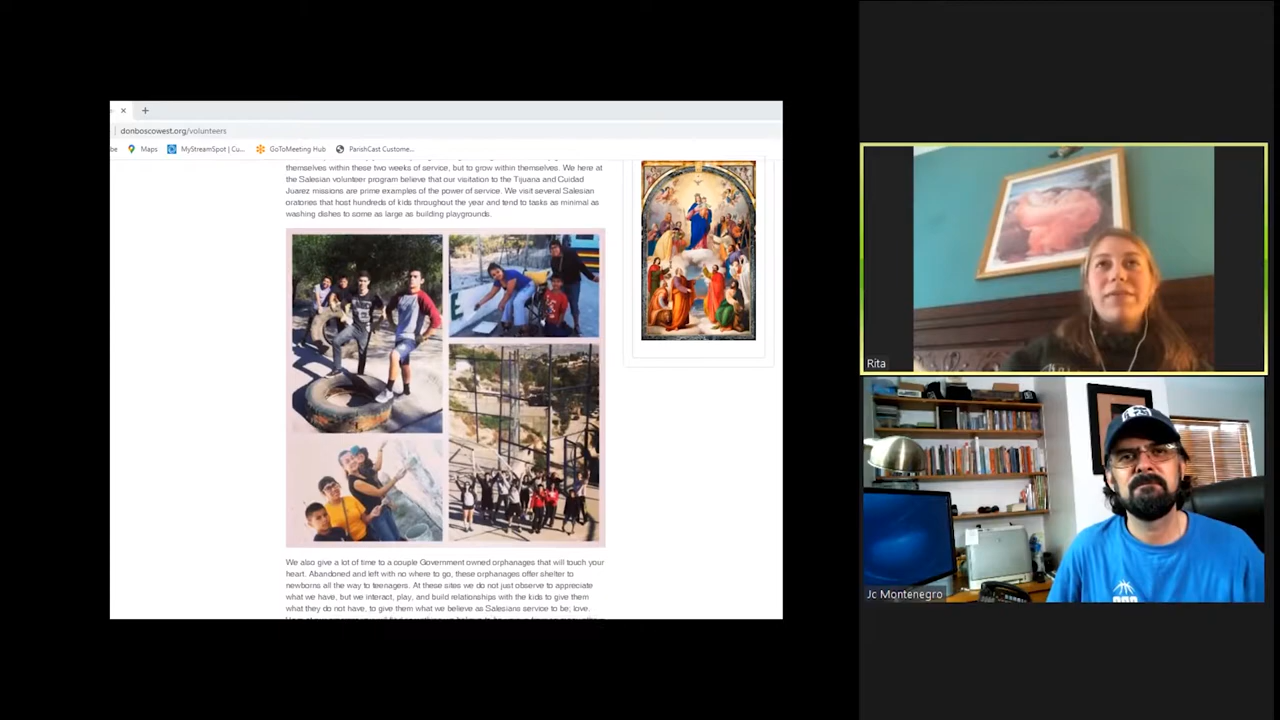 donboscowest.org/volunteers
be Maps MyStreamSpot | Cu... GoToMeeting Hub ParishCast Custome...
themselves within these two weeks of service, but to grow within themselves. We here at
the Salesian volunteer program believe that our visitation to the Tijuana and Cuidad
Juarez missions are prime examples of the power of service. We visit several Salesian
oratories that host hundreds of kids throughout the year and tend to tasks as minimal as
washing dishes to some as large as building playgrounds.
We also give a lot of time to a couple Government owned orphanages that will touch your
heart. Abandoned and left with no where to go, these orphanages offer shelter to
newborns all the way to teenagers. At these sites we do not just observe to appreciate
what we have, but we interact, play, and build relationships with the kids to give them
what they do not have, to give them what we believe as Salesians service to be, love.
Rita
Jc Montenegro